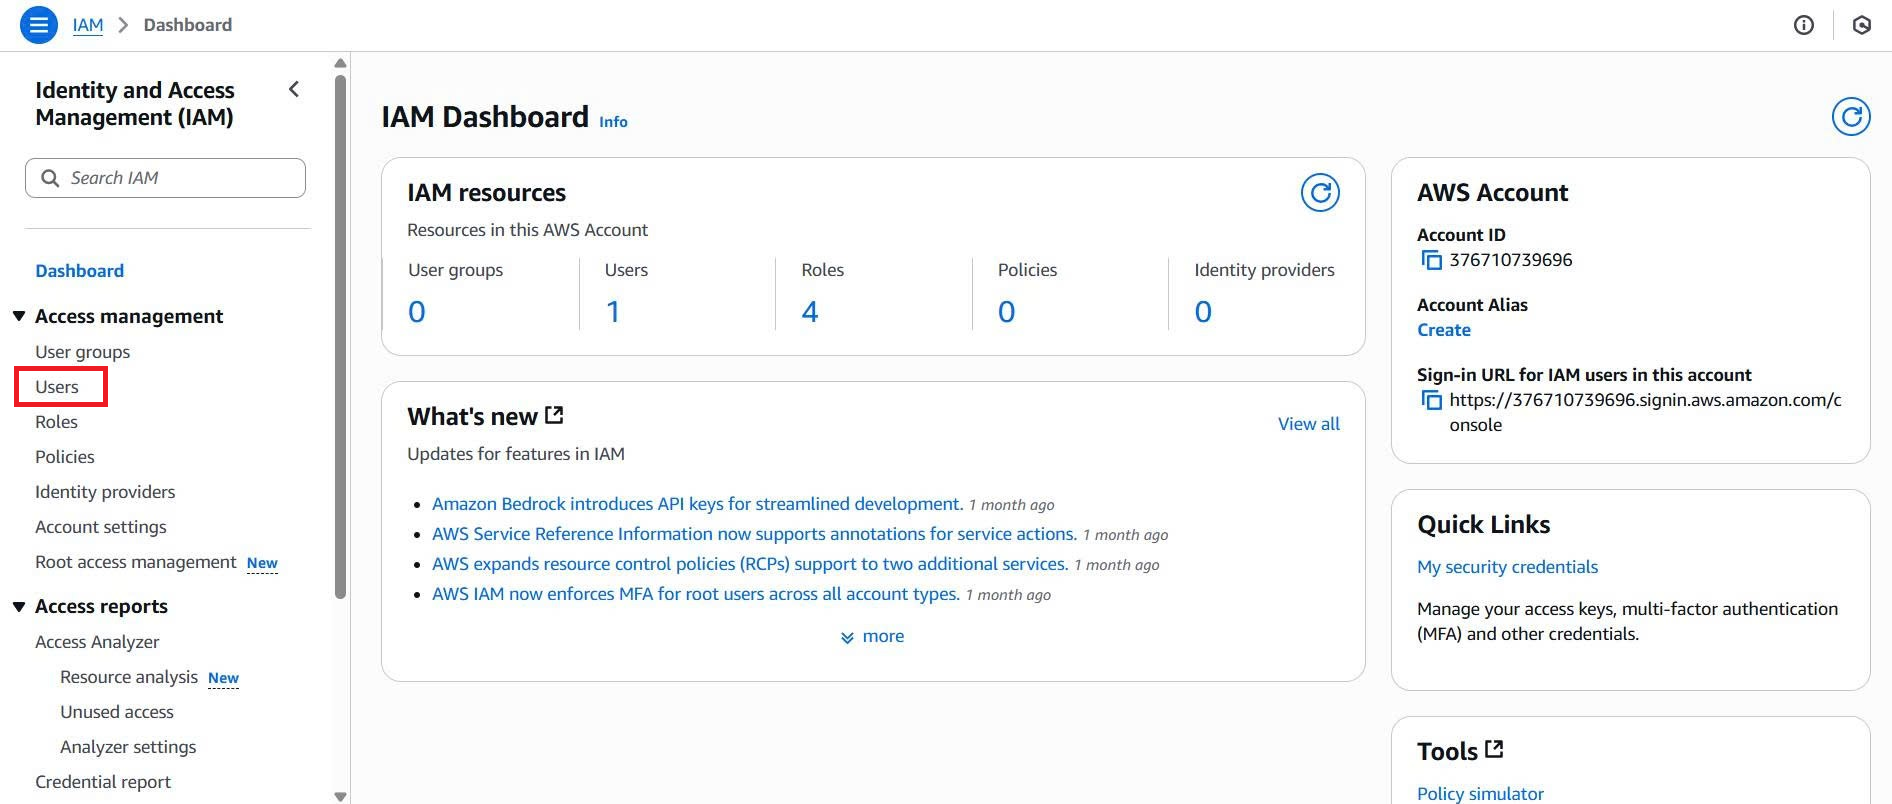 IAM > Dashboard
Identity and Access
Management (IAM)
Search IAM
Dashboard
Access management
User groups
Users
Roles
Policies
Identity providers
Account settings
Root access management New
Access reports
Access Analyzer
Resource analysis New
Unused access
Analyzer settings
Credential report
IAM Dashboard Info
IAM resources
Resources in this AWS Account
User groups
0
Users
1
Roles
4
Policies
0
Identity providers
0
What's new
View all
Updates for features in IAM
Amazon Bedrock introduces API keys for streamlined development. 1 month ago
AWS Service Reference Information now supports annotations for service actions. 1 month ago
AWS expands resource control policies (RCPs) support to two additional services. 1 month ago
AWS IAM now enforces MFA for root users across all account types. 1 month ago
more
AWS Account
Account ID
376710739696
Account Alias
Create
Sign-in URL for IAM users in this account
https://376710739696.signin.aws.amazon.com/c
onsole
Quick Links
My security credentials
Manage your access keys, multi-factor authentication
(MFA) and other credentials.
Tools
Policy simulator